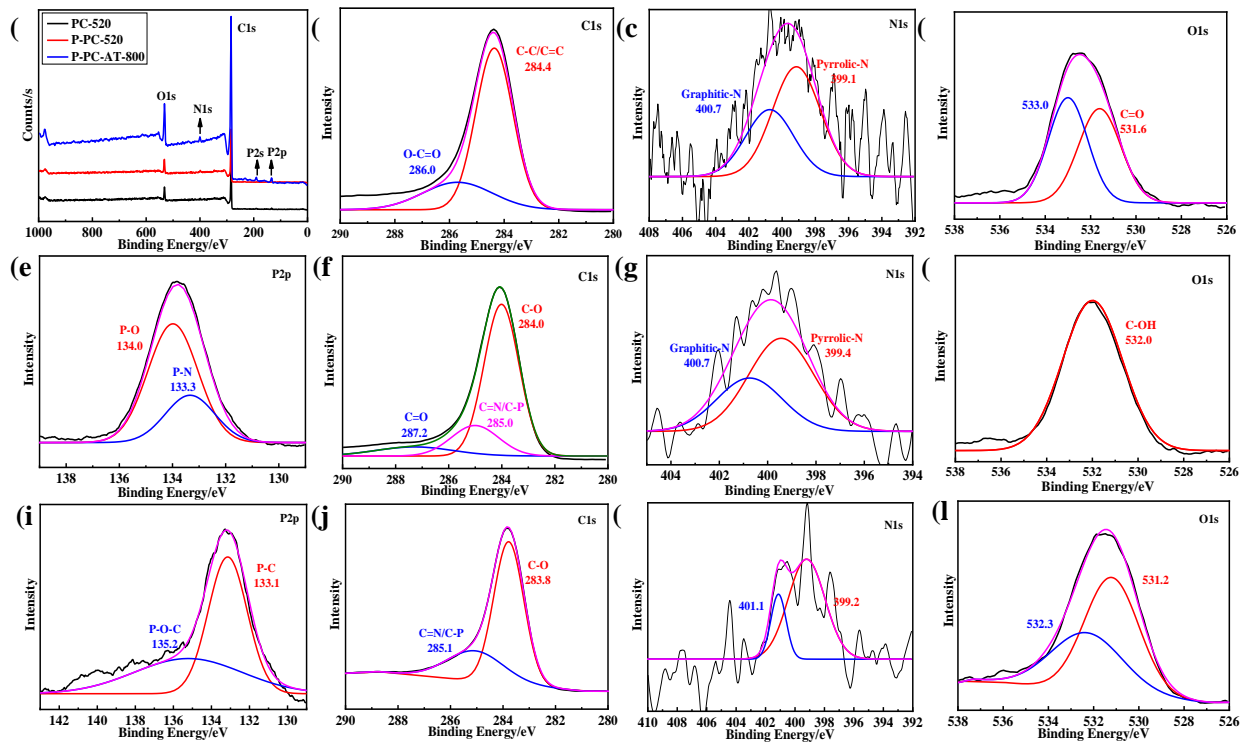 (
PC-520
P-PC-520
P-PC-AT-800
C1s
O1s
N1s
P2s
P2p
Counts/s
1000 800 600 400 200 0
Binding Energy/eV
(
C1s
C-C/C=C
284.4
O-C=O
286.0
Intensity
290 288 286 284 282 280
Binding Energy/eV
(c
N1s
Pyrrolic-N
399.1
Graphitic-N
400.7
Intensity
408 406 404 402 400 398 396 394 392
Binding Energy/eV
(
O1s
533.0
C=O
531.6
Intensity
538 536 534 532 530 528 526
Binding Energy/eV
(e
P2p
P-O
134.0
P-N
133.3
Intensity
138 136 134 132 130
Binding Energy/eV
(f
C1s
C-O
284.0
C=N/C-P
285.0
C=O
287.2
Intensity
290 288 286 284 282 280
Binding Energy/eV
(g
N1s
Graphitic-N
400.7
Pyrrolic-N
399.4
Intensity
404 402 400 398 396 394
Binding Energy/eV
(
O1s
C-OH
532.0
Intensity
538 536 534 532 530 528 526
Binding Energy/eV
(i
P2p
P-C
133.1
P-O-C
135.2
Intensity
142 140 138 136 134 132 130
Binding Energy/eV
(j
C1s
C-O
283.8
C=N/C-P
285.1
Intensity
290 288 286 284 282 280
Binding Energy/eV
(
N1s
401.1
399.2
Intensity
410 408 406 404 402 400 398 396 394 392
Binding Energy/eV
(l
O1s
531.2
532.3
Intensity
538 536 534 532 530 528 526
Binding Energy/eV